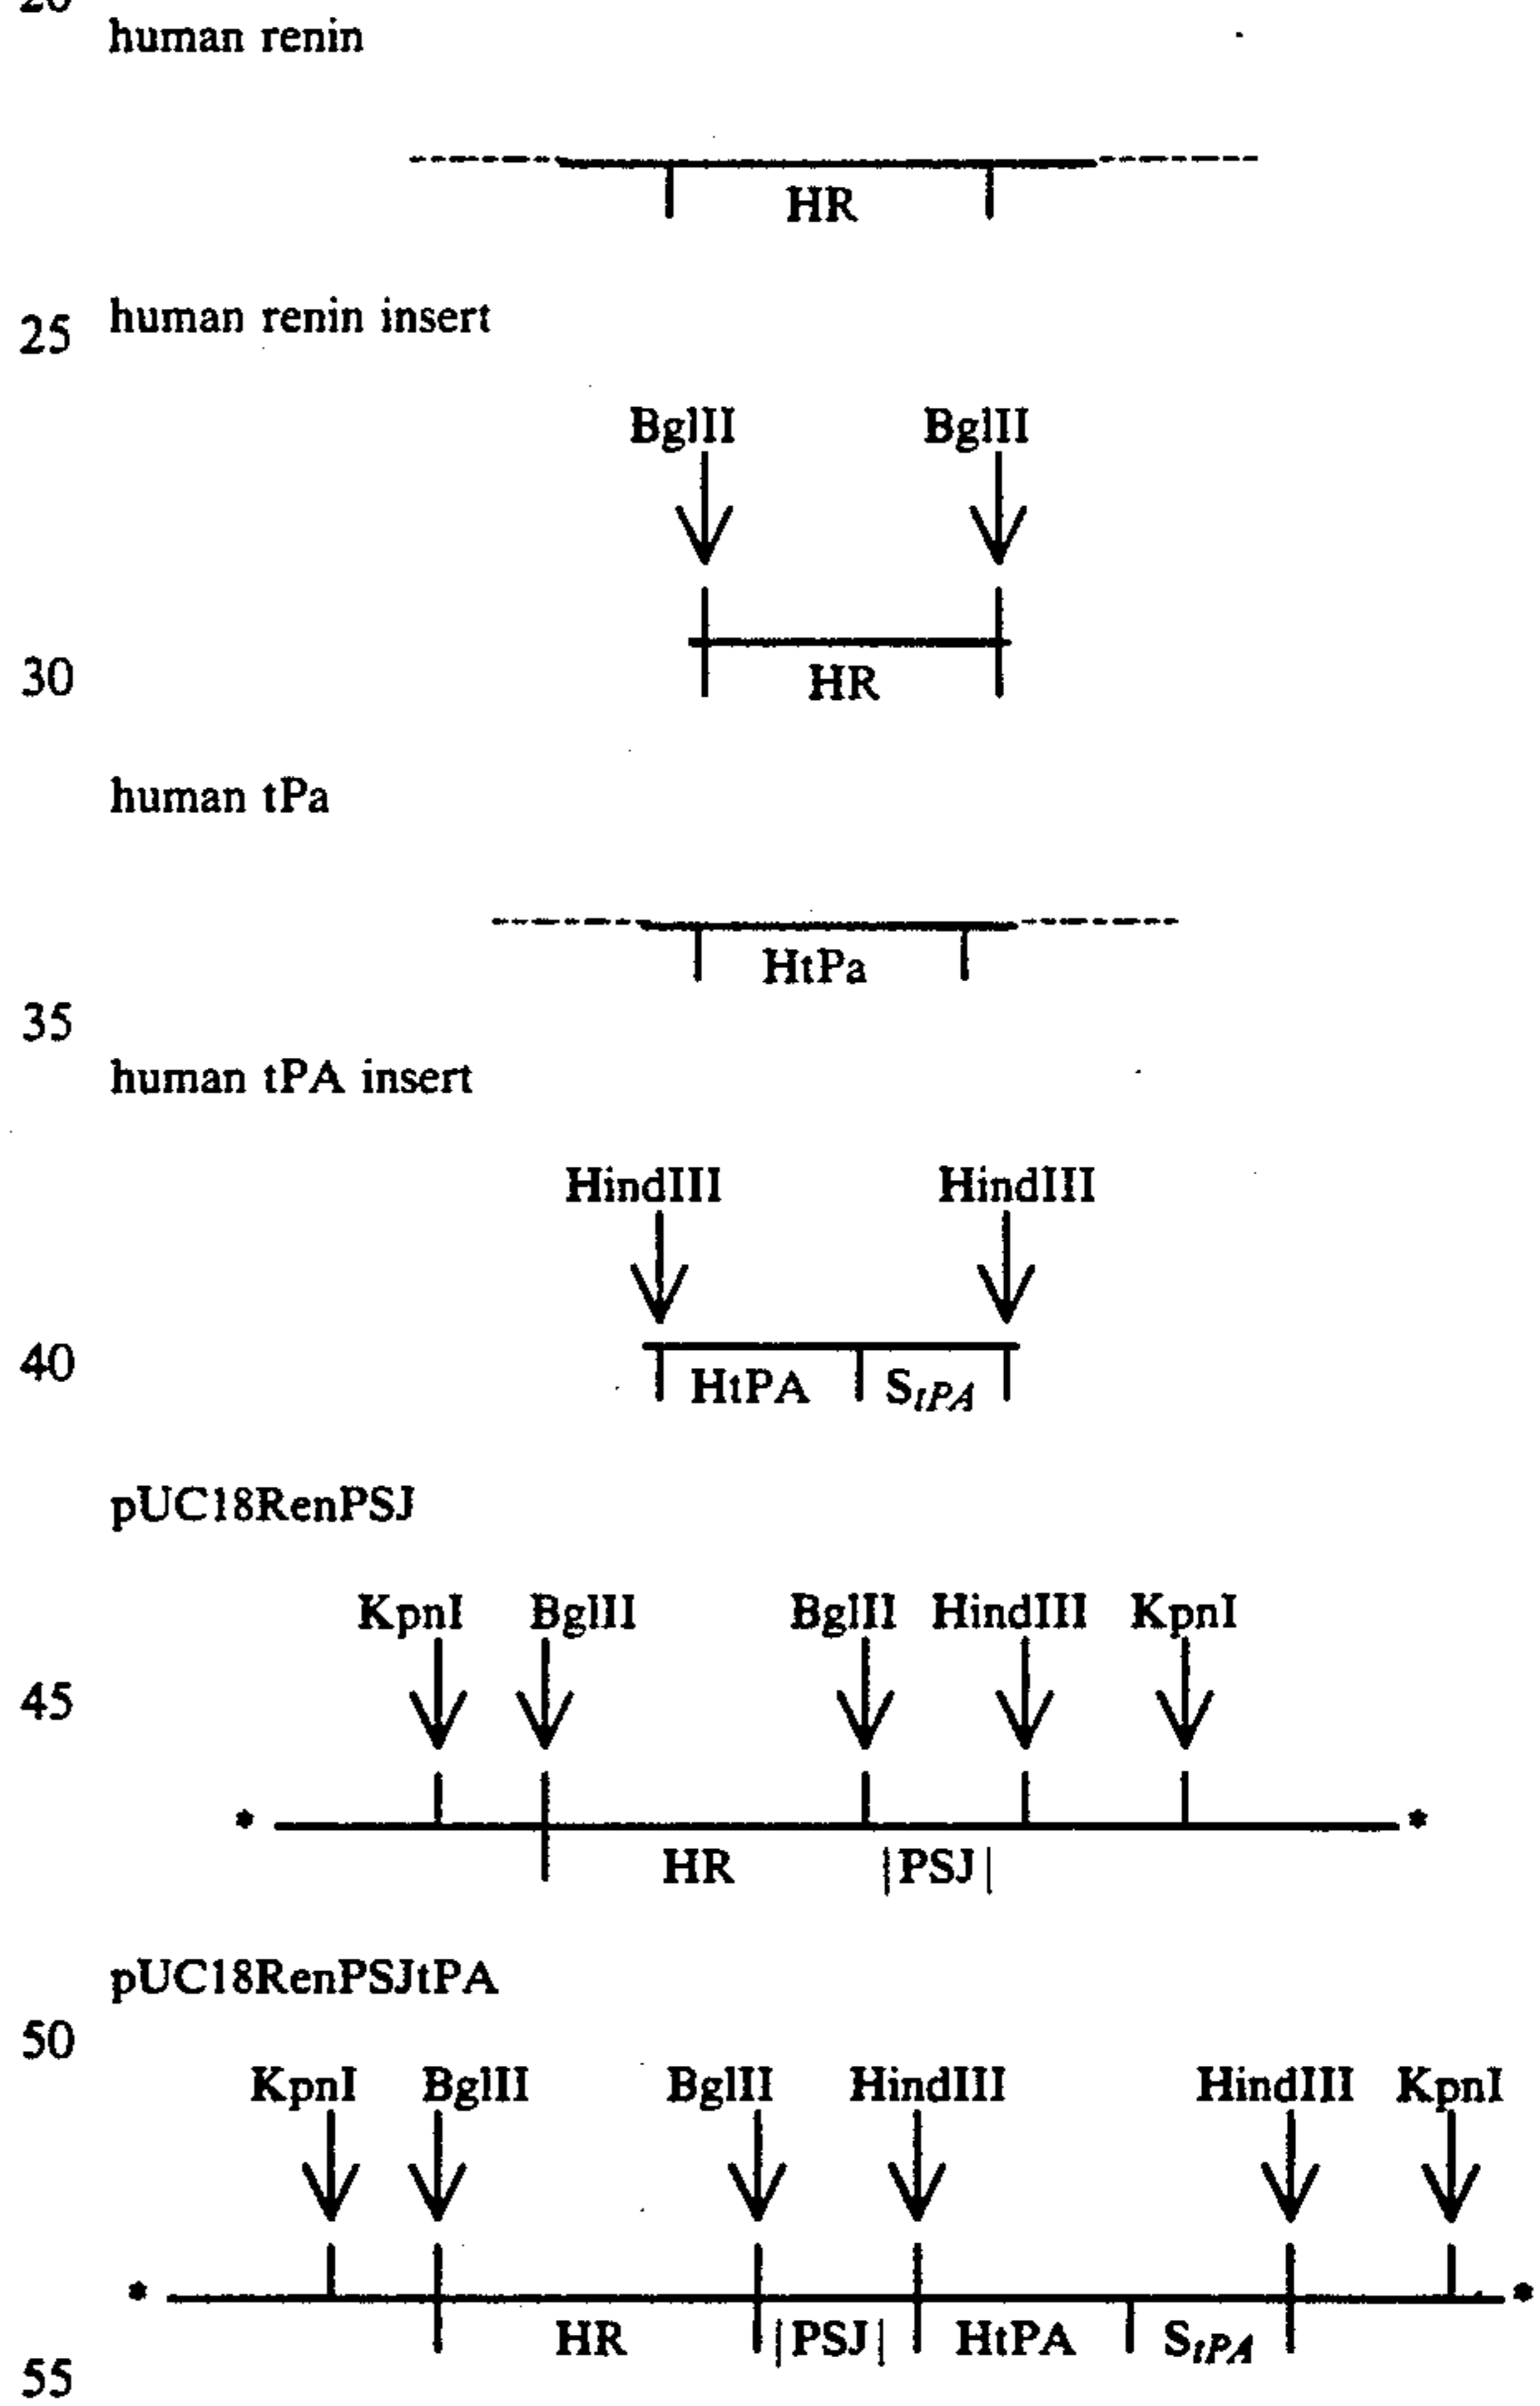 20
human renin
HR
25 human renin insert
BglII BglII
30
HR
human tPa
HtPa
35
human tPA insert
HindIII HindIII
40
HtPA StPA
pUC18RenPSJ
KpnI BglII BglII HindIII KpnI
45
* *
HR |PSJ|
pUC18RenPSJtPA
50
KpnI BglII BglII HindIII HindIII KpnI
* *
HR |PSJ| HtPA StPA
55